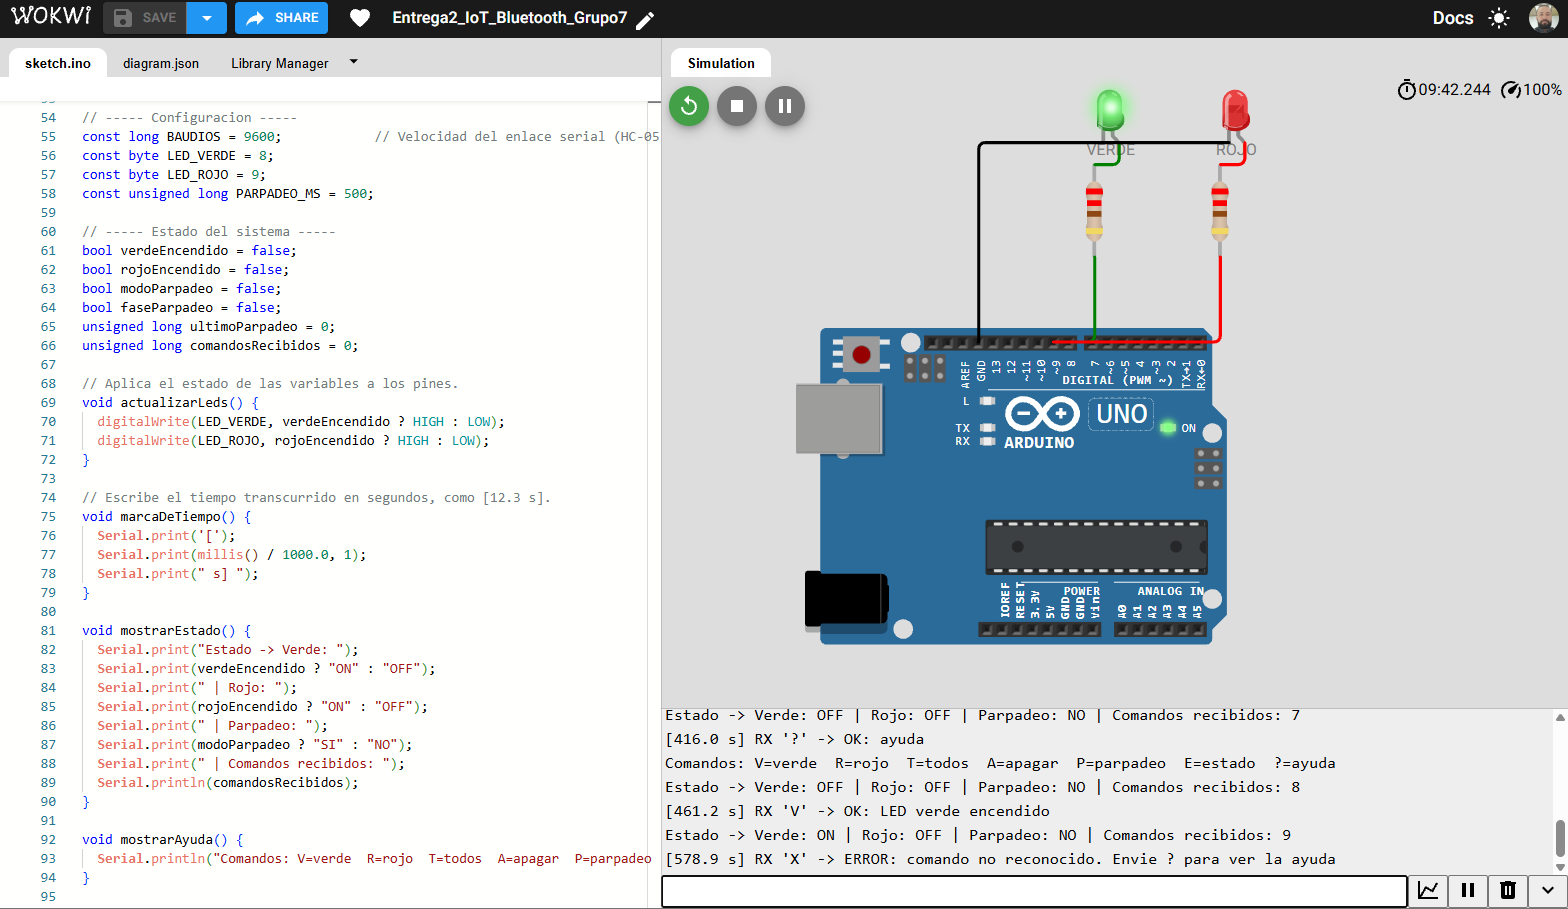 WOKWI SAVE SHARE Entrega2_IoT_Bluetooth_Grupo7 Docs
sketch.ino diagram.json Library Manager
Simulation
09:42.244 100%
54 // ----- Configuracion -----
55 const long BAUDIOS = 9600; // Velocidad del enlace serial (HC-05
56 const byte LED_VERDE = 8;
57 const byte LED_ROJO = 9;
58 const unsigned long PARPADEO_MS = 500;
59
60 // ----- Estado del sistema -----
61 bool verdeEncendido = false;
62 bool rojoEncendido = false;
63 bool modoParpadeo = false;
64 bool faseParpadeo = false;
65 unsigned long ultimoParpadeo = 0;
66 unsigned long comandosRecibidos = 0;
67
68 // Aplica el estado de las variables a los pines.
69 void actualizarLeds() {
70 digitalWrite(LED_VERDE, verdeEncendido ? HIGH : LOW);
71 digitalWrite(LED_ROJO, rojoEncendido ? HIGH : LOW);
72 }
73
74 // Escribe el tiempo transcurrido en segundos, como [12.3 s].
75 void marcaDeTiempo() {
76 Serial.print('[');
77 Serial.print(millis() / 1000.0, 1);
78 Serial.print(" s] ");
79 }
80
81 void mostrarEstado() {
82 Serial.print("Estado -> Verde: ");
83 Serial.print(verdeEncendido ? "ON" : "OFF");
84 Serial.print(" | Rojo: ");
85 Serial.print(rojoEncendido ? "ON" : "OFF");
86 Serial.print(" | Parpadeo: ");
87 Serial.print(modoParpadeo ? "SI" : "NO");
88 Serial.print(" | Comandos recibidos: ");
89 Serial.println(comandosRecibidos);
90 }
91
92 void mostrarAyuda() {
93 Serial.println("Comandos: V=verde R=rojo T=todos A=apagar P=parpadeo
94 }
95
VERDE ROJO
AREF GND 13 12 ~11 ~10 ~9 8 7 ~6 ~5 4 ~3 2 TX→1 RX←0
DIGITAL (PWM ~)
L
TX
RX
ARDUINO
UNO
ON
IOREF RESET 3.3V 5V GND GND Vin A0 A1 A2 A3 A4 A5
POWER ANALOG IN
Estado -> Verde: OFF | Rojo: OFF | Parpadeo: NO | Comandos recibidos: 7
[416.0 s] RX '?' -> OK: ayuda
Comandos: V=verde R=rojo T=todos A=apagar P=parpadeo E=estado ?=ayuda
Estado -> Verde: OFF | Rojo: OFF | Parpadeo: NO | Comandos recibidos: 8
[461.2 s] RX 'V' -> OK: LED verde encendido
Estado -> Verde: ON | Rojo: OFF | Parpadeo: NO | Comandos recibidos: 9
[578.9 s] RX 'X' -> ERROR: comando no reconocido. Envie ? para ver la ayuda